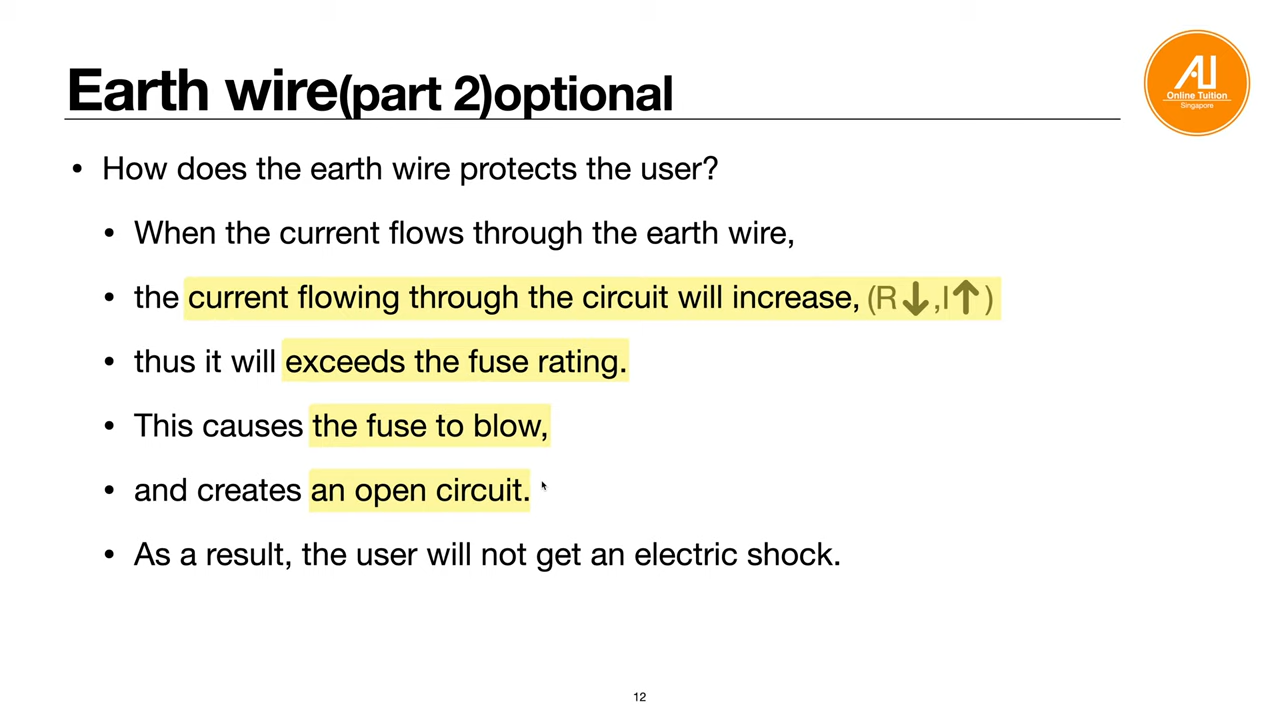 Earth wire(part 2)optional
AU
Online Tuition
Singapore
• How does the earth wire protects the user?
• When the current flows through the earth wire,
• the current flowing through the circuit will increase, (R↓,I↑)
• thus it will exceeds the fuse rating.
• This causes the fuse to blow,
• and creates an open circuit.
• As a result, the user will not get an electric shock.
12